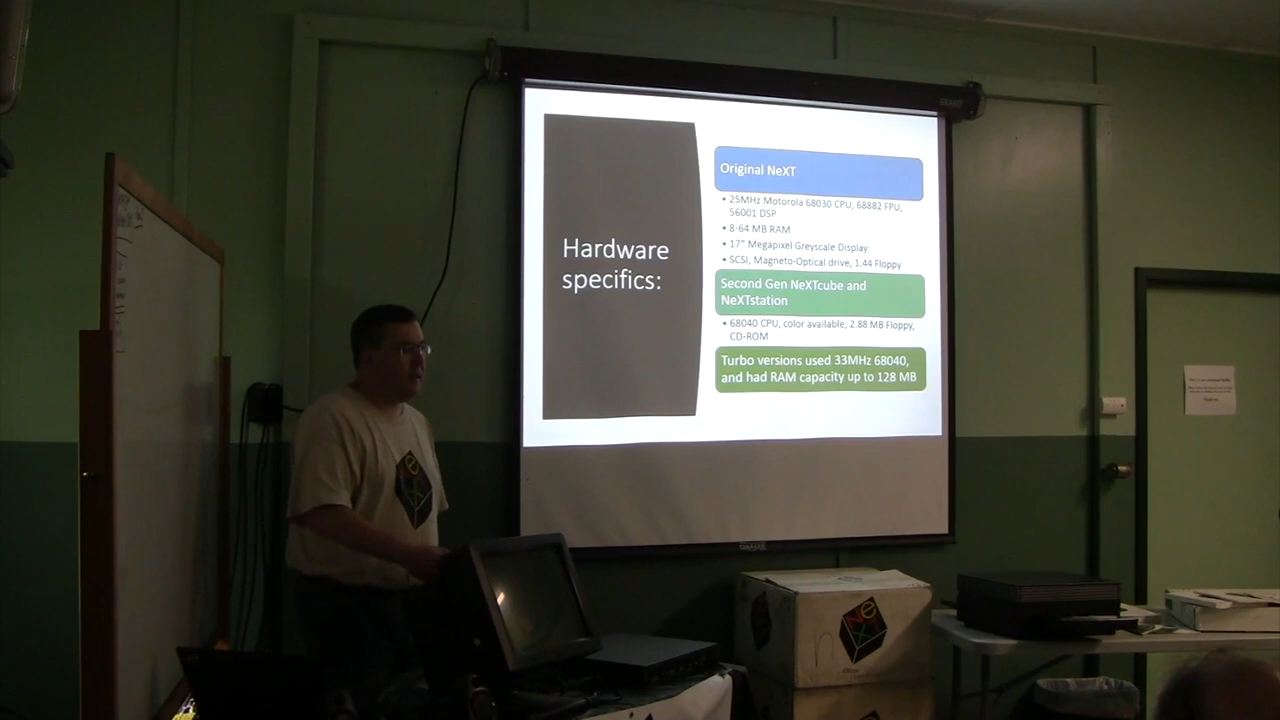 Hardware
specifics:
Original NeXT
• 25MHz Motorola 68030 CPU, 68882 FPU,
56001 DSP
• 8-64 MB RAM
• 17" Megapixel Greyscale Display
• SCSI, Magneto-Optical drive, 1.44 Floppy
Second Gen NeXTcube and
NeXTstation
• 68040 CPU, color available, 2.88 MB Floppy,
CD-ROM
Turbo versions used 33MHz 68040,
and had RAM capacity up to 128 MB
NeXT